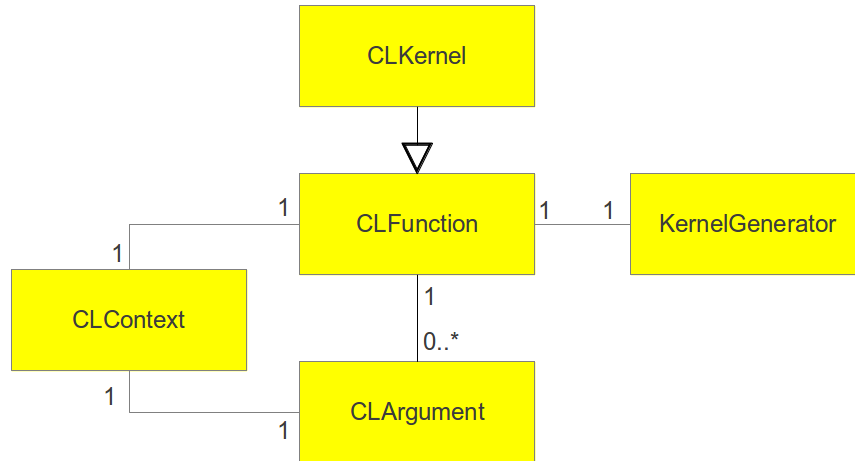 CLKernel
1
CLFunction
1
1
KernelGenerator
1
CLContext
1
0..*
1
CLArgument
1